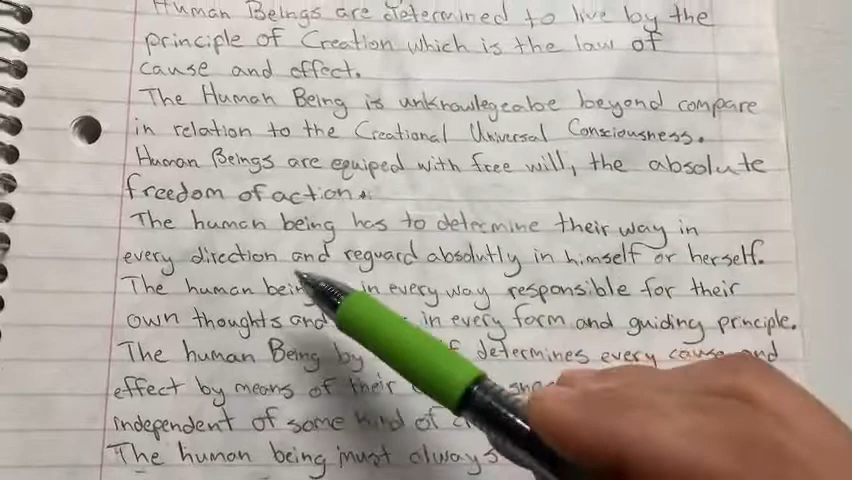 Human Beings are determined to live by the
principle of Creation which is the law of
cause and effect.
The Human Being is unknowlegeabe beyond compare
in relation to the Creational Universal Consciousness.
Human Beings are equiped with free will, the absolute
freedom of action.
The human being has to determine their way in
every direction and reguard absolutly in himself or herself.
The human being in every way responsible for their
own thoughts and in every form and guiding principle.
The human Being by determines every cause and
effect by means of their
independent of some kind of
The human being must always